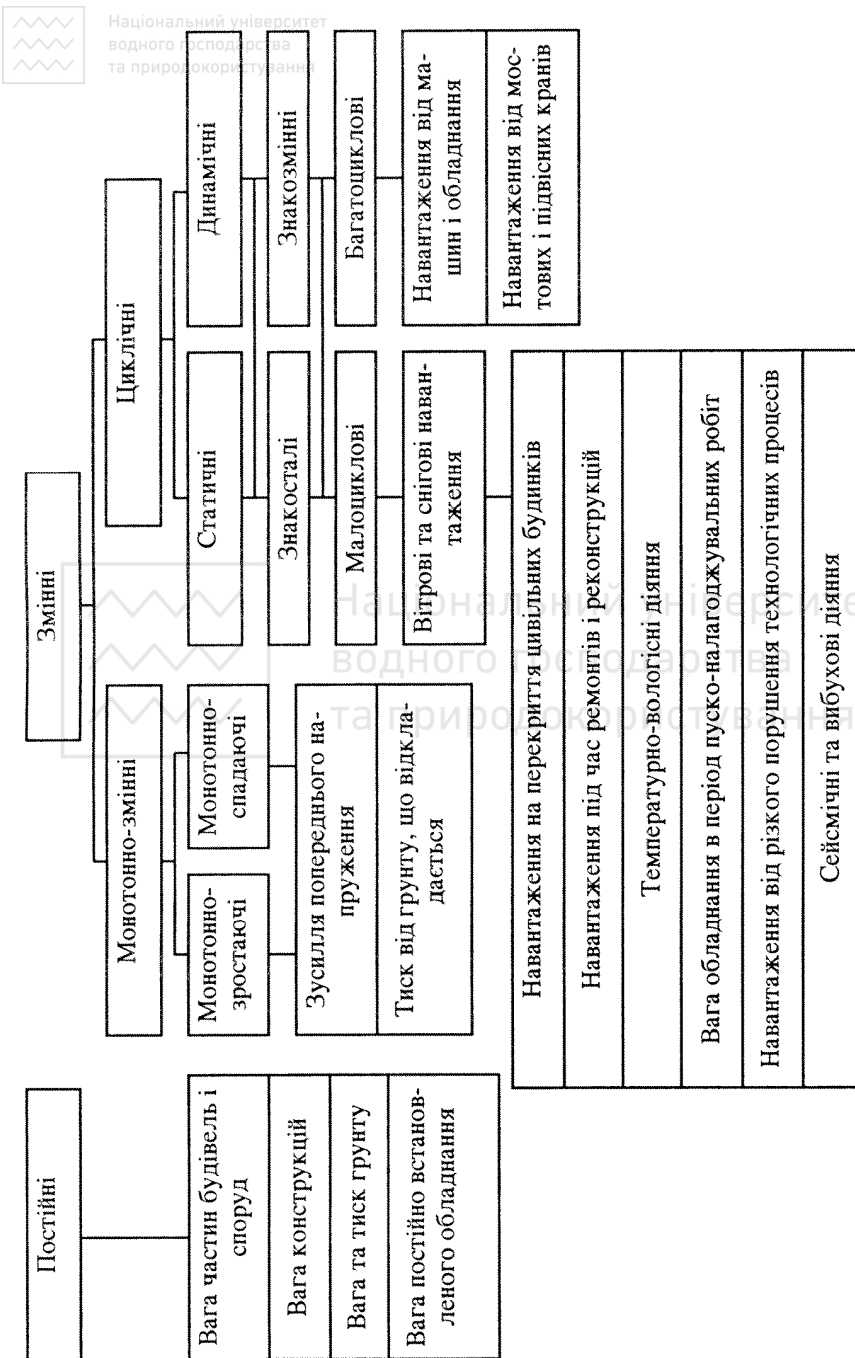 Національний університет
водного господарства
та природокористування
Постійні
Вага частин будівель і
споруд
Вага конструкцій
Вага та тиск грунту
Вага постійно встанов-
леного обладнання
Змінні
Монотонно-змінні
Монотонно-
зростаючі
Монотонно-
спадаючі
Зусилля попереднього на-
пруження
Тиск від грунту, що відкла-
дається
Циклічні
Статичні
Динамічні
Знакосталі
Знакозмінні
Малоциклові
Багатоциклові
Вітрові та снігові наван-
таження
Навантаження від ма-
шин і обладнання
Навантаження від мос-
тових і підвісних кранів
Навантаження на перекриття цивільних будинків
Навантаження під час ремонтів і реконструкцій
Температурно-вологісні діяння
Вага обладнання в період пуско-налагоджувальних робіт
Навантаження від різкого порушення технологічних процесів
Сейсмічні та вибухові діяння
Національний університе
водного господарства
та природокористування